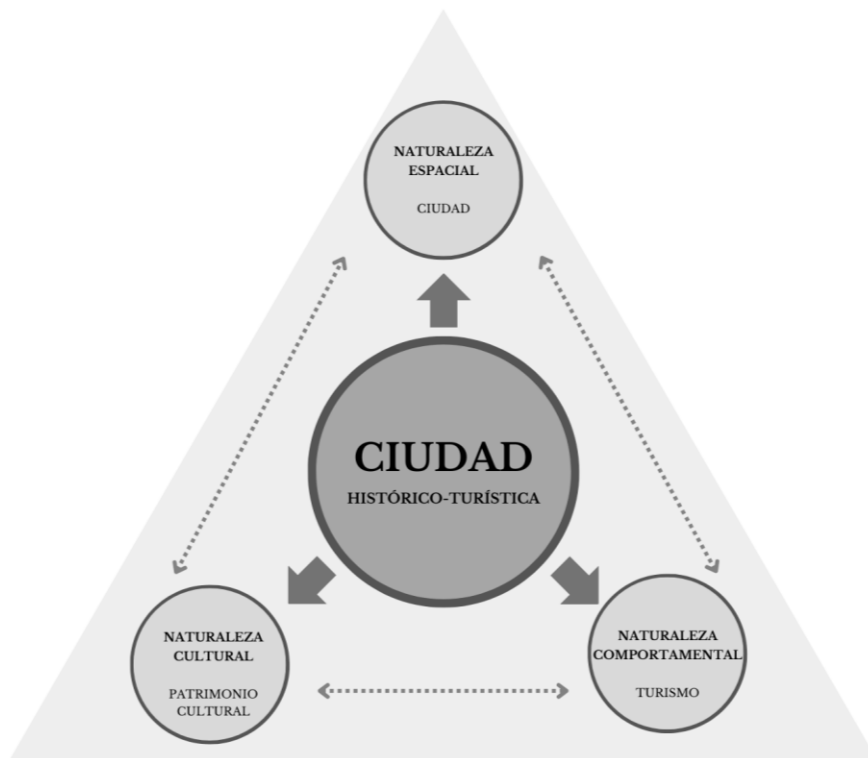 NATURALEZA
ESPACIAL
CIUDAD
CIUDAD
HISTÓRICO-TURÍSTICA
NATURALEZA
CULTURAL
PATRIMONIO
CULTURAL
NATURALEZA
COMPORTAMENTAL
TURISMO